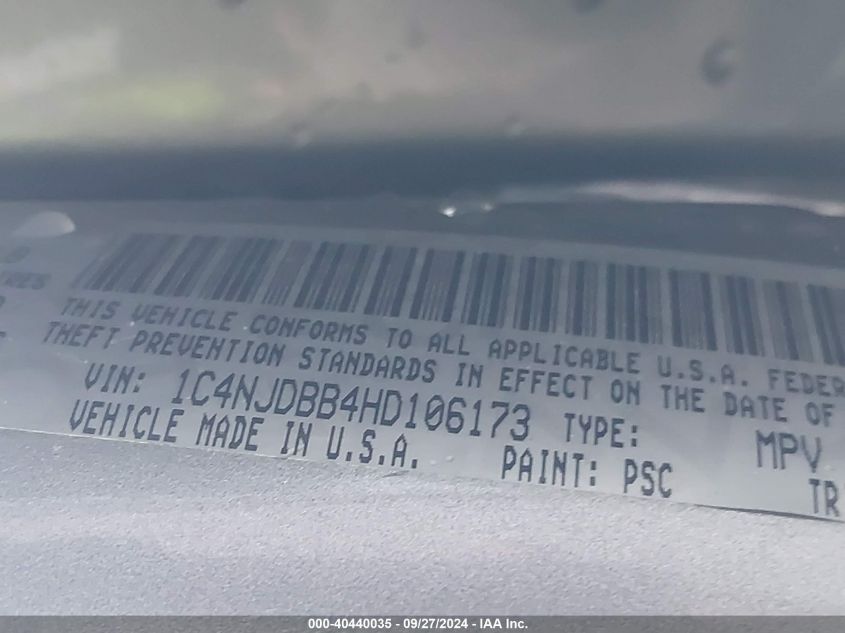 THIS VEHICLE CONFORMS TO ALL APPLICABLE U.S.A. FEDER
THEFT PREVENTION STANDARDS IN EFFECT ON THE DATE OF
VIN: 1C4NJDBB4HD106173 TYPE: MPV
VEHICLE MADE IN U.S.A. PAINT: PSC TR
000-40440035 - 09/27/2024 - IAA Inc.